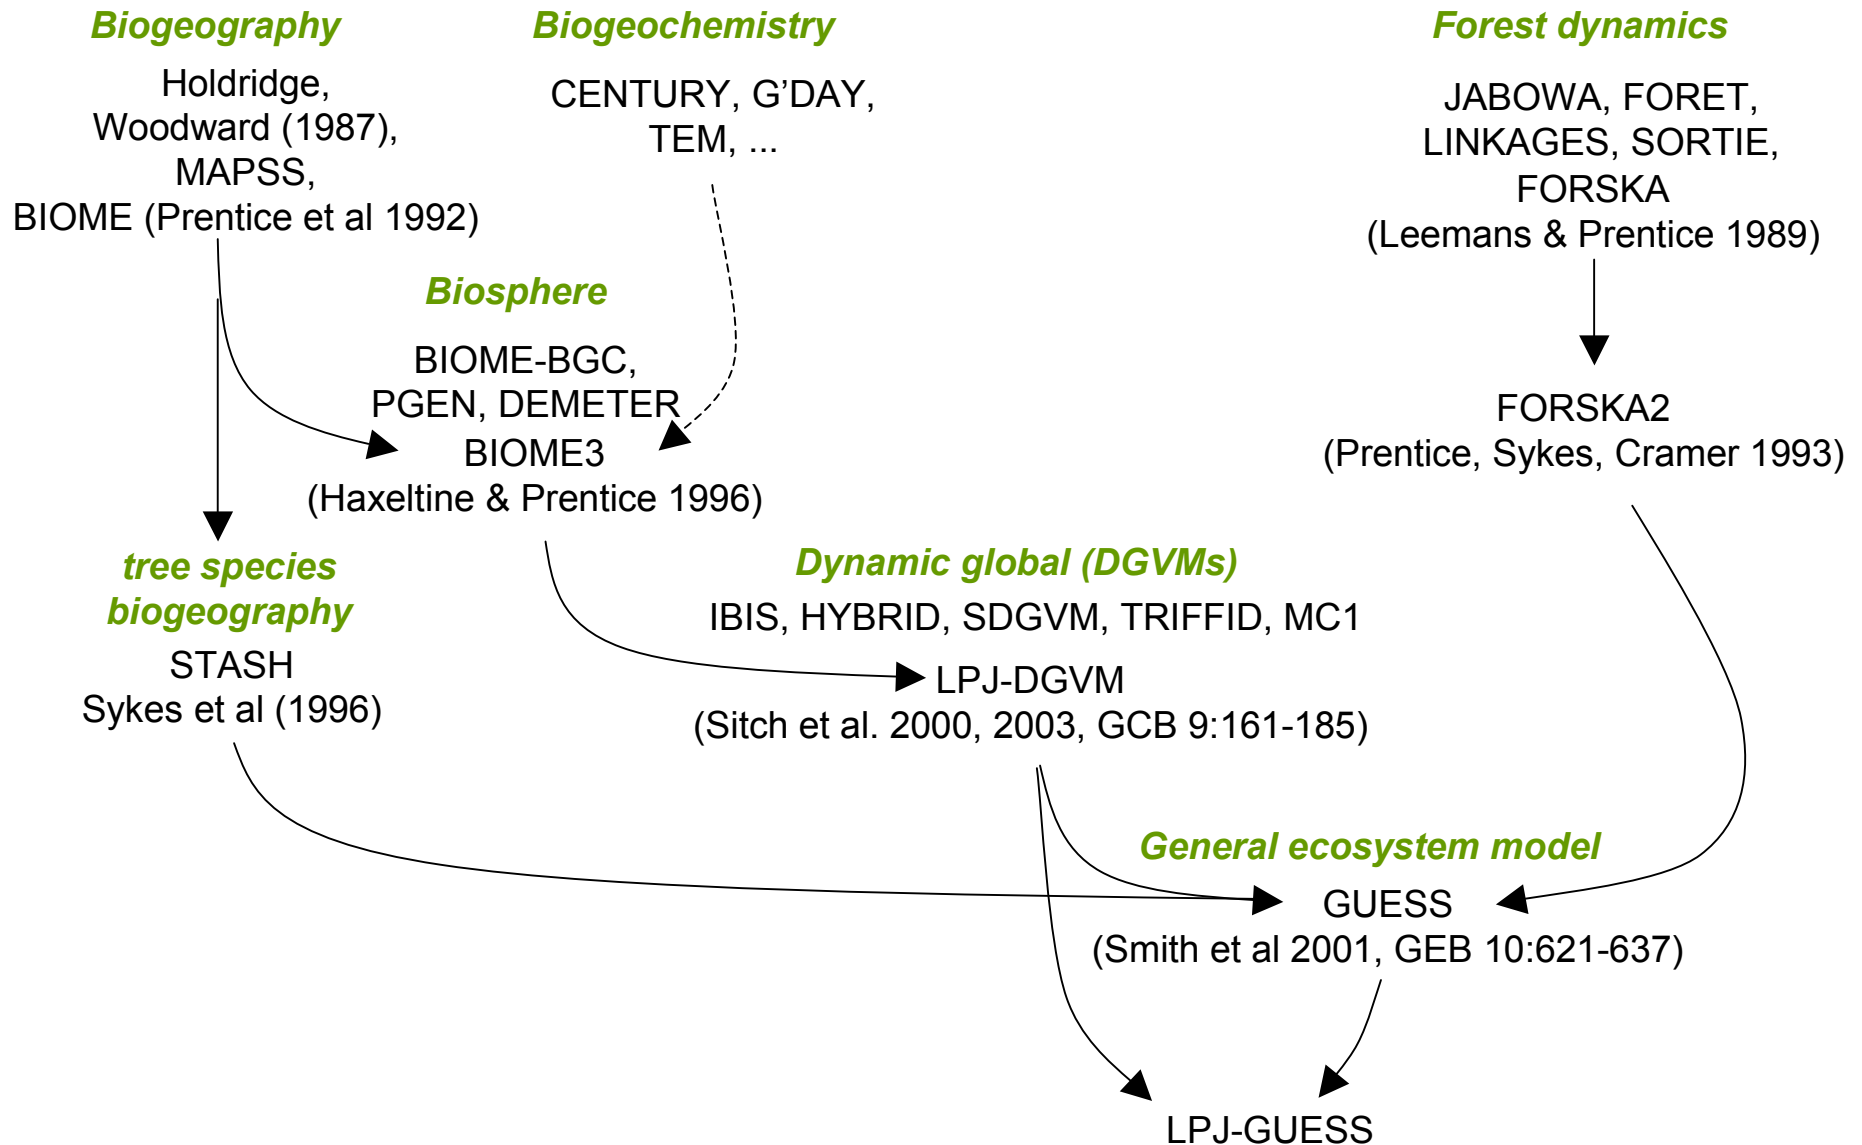 Biogeography
Holdridge,
Woodward (1987),
MAPSS,
BIOME (Prentice et al 1992)
Biogeochemistry
CENTURY, G’DAY,
TEM, ...
Forest dynamics
JABOWA, FORET,
LINKAGES, SORTIE,
FORSKA
(Leemans & Prentice 1989)
Biosphere
BIOME-BGC,
PGEN, DEMETER
BIOME3
(Haxeltine & Prentice 1996)
FORSKA2
(Prentice, Sykes, Cramer 1993)
tree species
biogeography
STASH
Sykes et al (1996)
Dynamic global (DGVMs)
IBIS, HYBRID, SDGVM, TRIFFID, MC1
LPJ-DGVM
(Sitch et al. 2000, 2003, GCB 9:161-185)
General ecosystem model
GUESS
(Smith et al 2001, GEB 10:621-637)
LPJ-GUESS